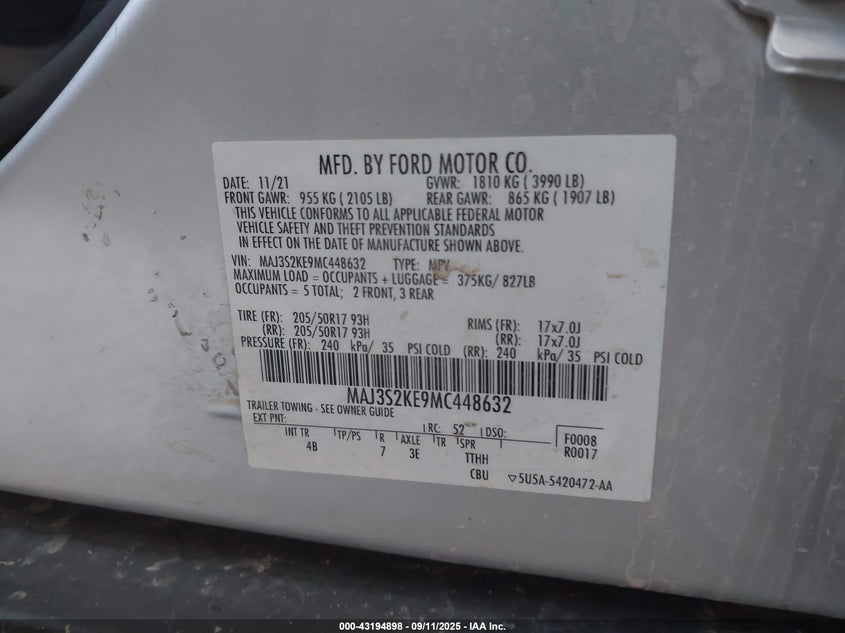 MFD. BY FORD MOTOR CO.
DATE: 11/21 GVWR: 1810 KG ( 3990 LB)
FRONT GAWR: 955 KG ( 2105 LB) REAR GAWR: 865 KG ( 1907 LB)
THIS VEHICLE CONFORMS TO ALL APPLICABLE FEDERAL MOTOR
VEHICLE SAFETY AND THEFT PREVENTION STANDARDS
IN EFFECT ON THE DATE OF MANUFACTURE SHOWN ABOVE.
VIN: MAJ3S2KE9MC448632 TYPE: MPV
MAXIMUM LOAD = OCCUPANTS + LUGGAGE = 375KG/ 827LB
OCCUPANTS = 5 TOTAL; 2 FRONT, 3 REAR
TIRE (FR): 205/50R17 93H RIMS (FR): 17x7.0J
(RR): 205/50R17 93H (RR): 17x7.0J
PRESSURE (FR): 240 kPa/ 35 PSI COLD (RR): 240 kPa/ 35 PSI COLD
MAJ3S2KE9MC448632
TRAILER TOWING - SEE OWNER GUIDE
EXT PNT: RC: 52 DSO: F0008
INT TR TP/PS R AXLE TR SPR R0017
4B 7 3E TTHH
CBU 5U5A-5420472-AA
000-43194898 - 09/11/2025 - IAA Inc.